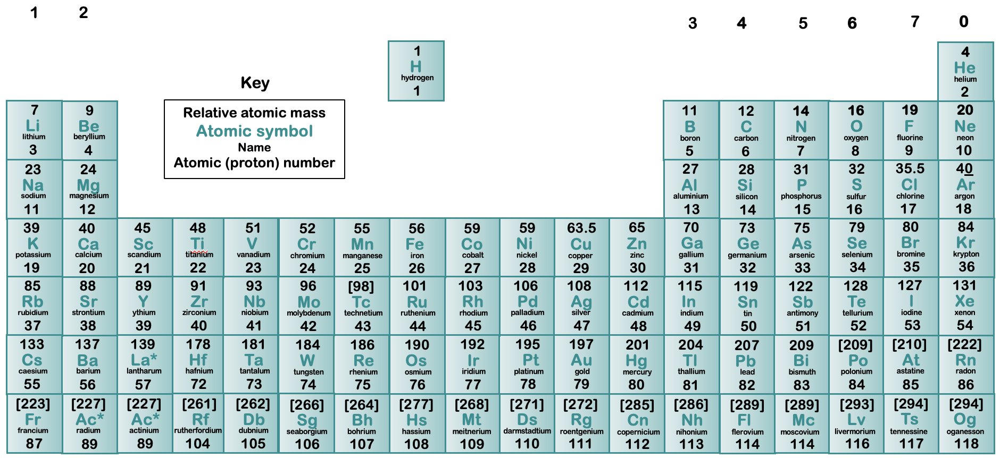 1 2
3 4 5 6 7 0
1 4
H He
hydrogen helium
1 2
Key
Relative atomic mass
Atomic symbol
Name
Atomic (proton) number
7 9 11 12 14 16 19 20
Li Be B C N O F Ne
lithium beryllium boron carbon nitrogen oxygen fluorine neon
3 4 5 6 7 8 9 10
23 24 27 28 31 32 35.5 40
Na Mg Al Si P S Cl Ar
sodium magnesium aluminium silicon phosphorus sulfur chlorine argon
11 12 13 14 15 16 17 18
39 40 45 48 51 52 55 56 59 59 63.5 65 70 73 75 79 80 84
K Ca Sc Ti V Cr Mn Fe Co Ni Cu Zn Ga Ge As Se Br Kr
potassium calcium scandium titanium vanadium chromium manganese iron cobalt nickel copper zinc gallium germanium arsenic selenium bromine krypton
19 20 21 22 23 24 25 26 27 28 29 30 31 32 33 34 35 36
85 88 89 91 93 96 [98] 101 103 106 108 112 115 119 122 128 127 131
Rb Sr Y Zr Nb Mo Tc Ru Rh Pd Ag Cd In Sn Sb Te I Xe
rubidium strontium ythium zirconium niobium molybdenum technetium ruthenium rhodium palladium silver cadmium indium tin antimony tellurium iodine xenon
37 38 39 40 41 42 43 44 45 46 47 48 49 50 51 52 53 54
133 137 139 178 181 184 186 190 192 195 197 201 204 207 209 [209] [210] [222]
Cs Ba La* Hf Ta W Re Os Ir Pt Au Hg Tl Pb Bi Po At Rn
caesium barium lantharum hafnium tantalum tungsten rhenium osmium iridium platinum gold mercury thallium lead bismuth polonium astatine radon
55 56 57 72 73 74 75 76 77 78 79 80 81 82 83 84 85 86
[223] [227] [227] [261] [262] [266] [264] [277] [268] [271] [272] [285] [286] [289] [289] [293] [294] [294]
Fr Ac* Ac* Rf Db Sg Bh Hs Mt Ds Rg Cn Nh Fl Mc Lv Ts Og
francium radium actinium rutherfordium dubnium seaborgium bohrium hassium meitnerium darmstadtium roentgenium copernicium nihonium flerovium moscovium livermorium tennessine oganesson
87 89 89 104 105 106 107 108 109 110 111 112 113 114 114 116 117 118